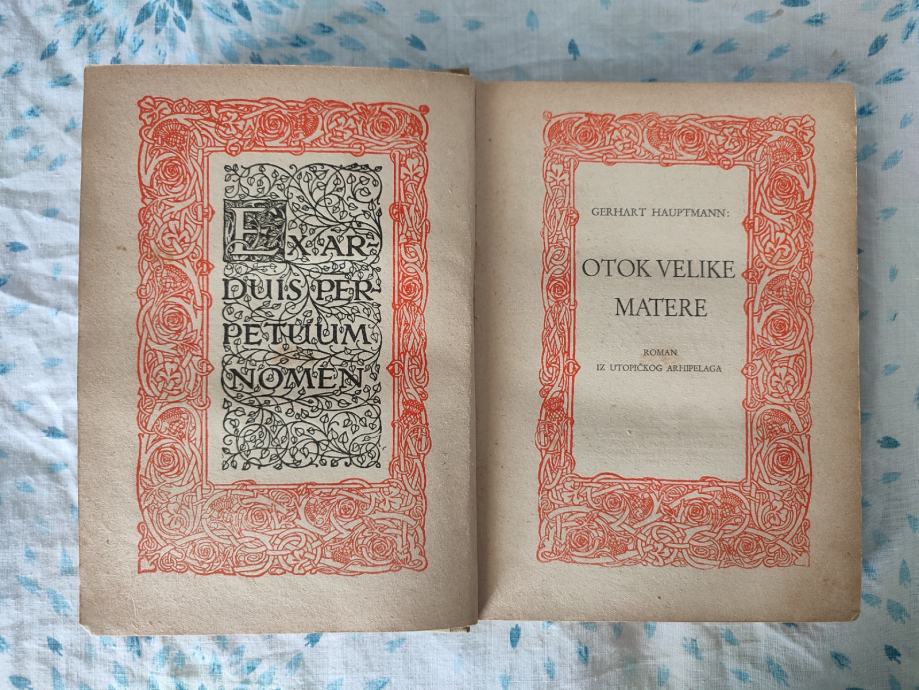 EX AR-
DUIS PER-
PETUUM
NOMEN
GERHART HAUPTMANN:
OTOK VELIKE
MATERE
ROMAN
IZ UTOPIČKOG ARHIPELAGA